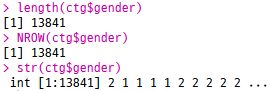 > length(ctg$gender)
[1] 13841
> NROW(ctg$gender)
[1] 13841
> str(ctg$gender)
 int [1:13841] 2 1 1 1 1 2 2 2 2 2 ...